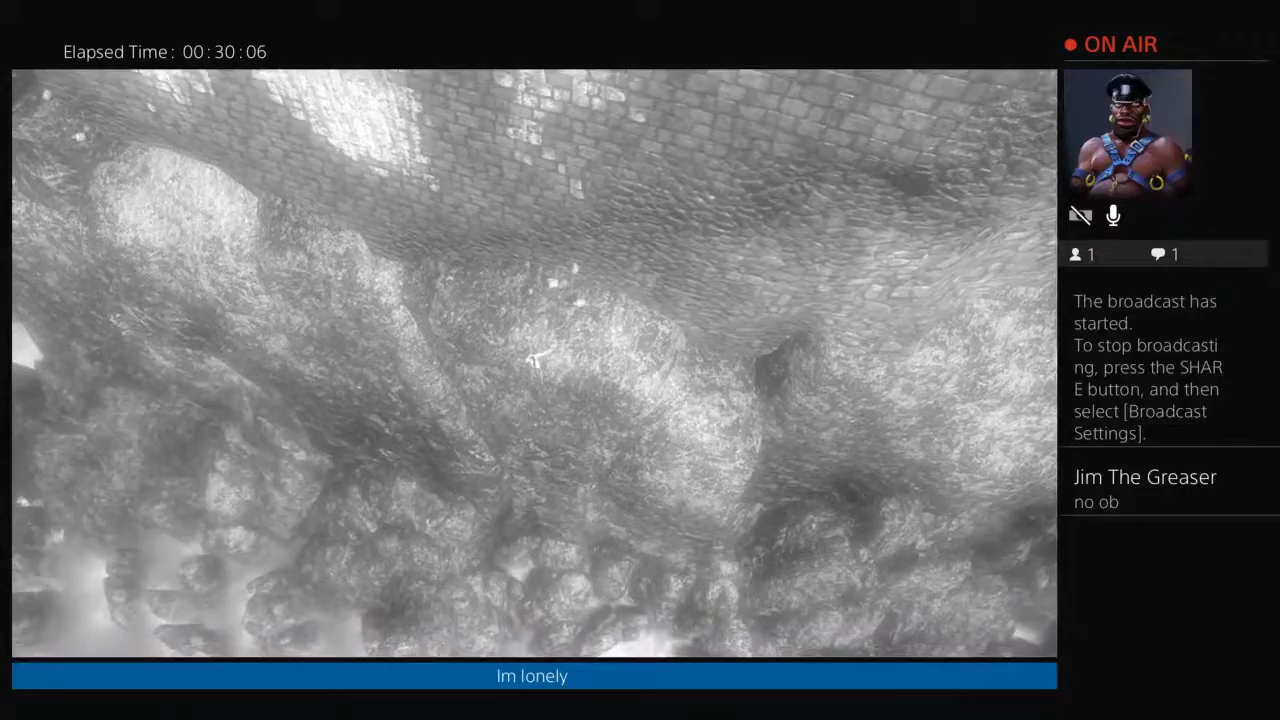 Elapsed Time: 00:30:06
ON AIR
1 1
The broadcast has
started.
To stop broadcasti
ng, press the SHAR
E button, and then
select [Broadcast
Settings].
Jim The Greaser
no ob
Im lonely